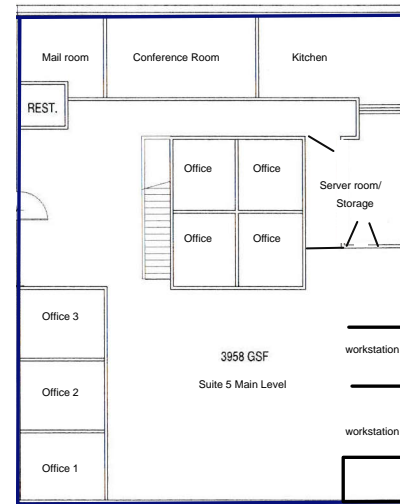 Mail room
Conference Room
Kitchen
REST.
Office
Office
Server room/
Storage
Office
Office
Office 3
3958 GSF
workstation
Office 2
Suite 5 Main Level
workstation
Office 1